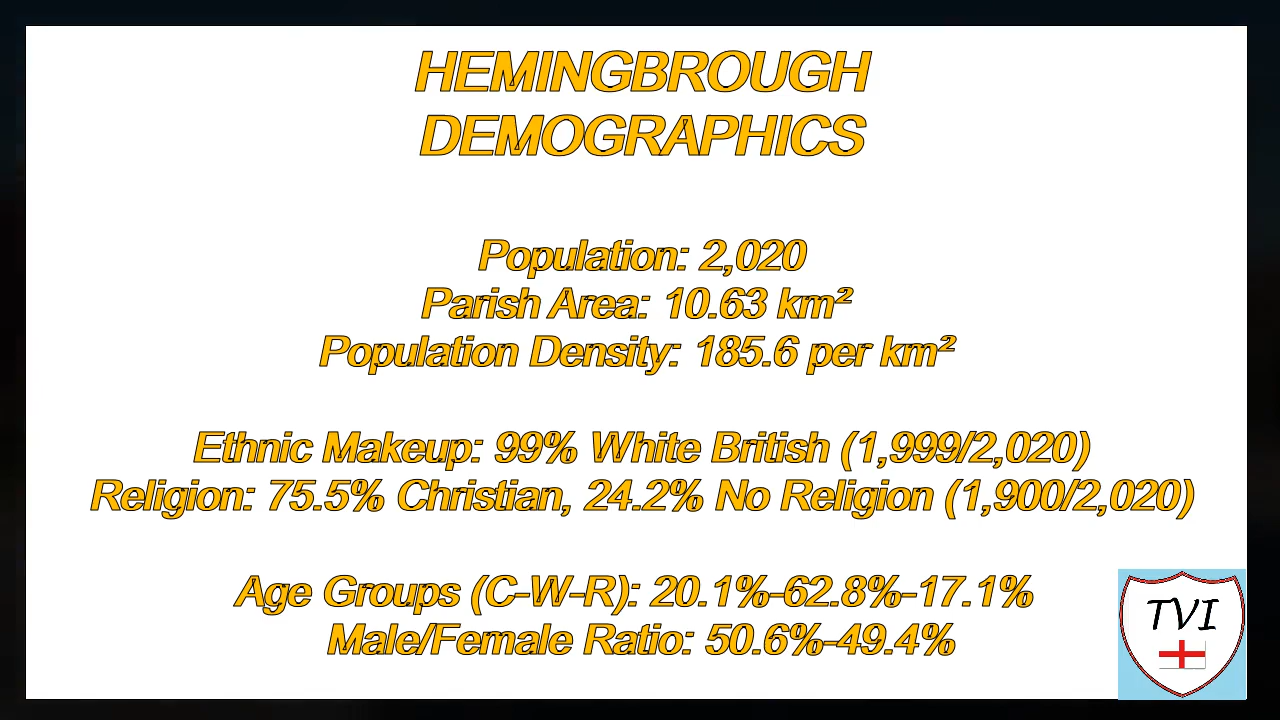 HEMINGBROUGH
DEMOGRAPHICS
Population: 2,020
Parish Area: 10.63 km²
Population Density: 185.6 per km²
Ethnic Makeup: 99% White British (1,999/2,020)
Religion: 75.5% Christian, 24.2% No Religion (1,900/2,020)
Age Groups (C-W-R): 20.1%-62.8%-17.1%
Male/Female Ratio: 50.6%-49.4%
TVI